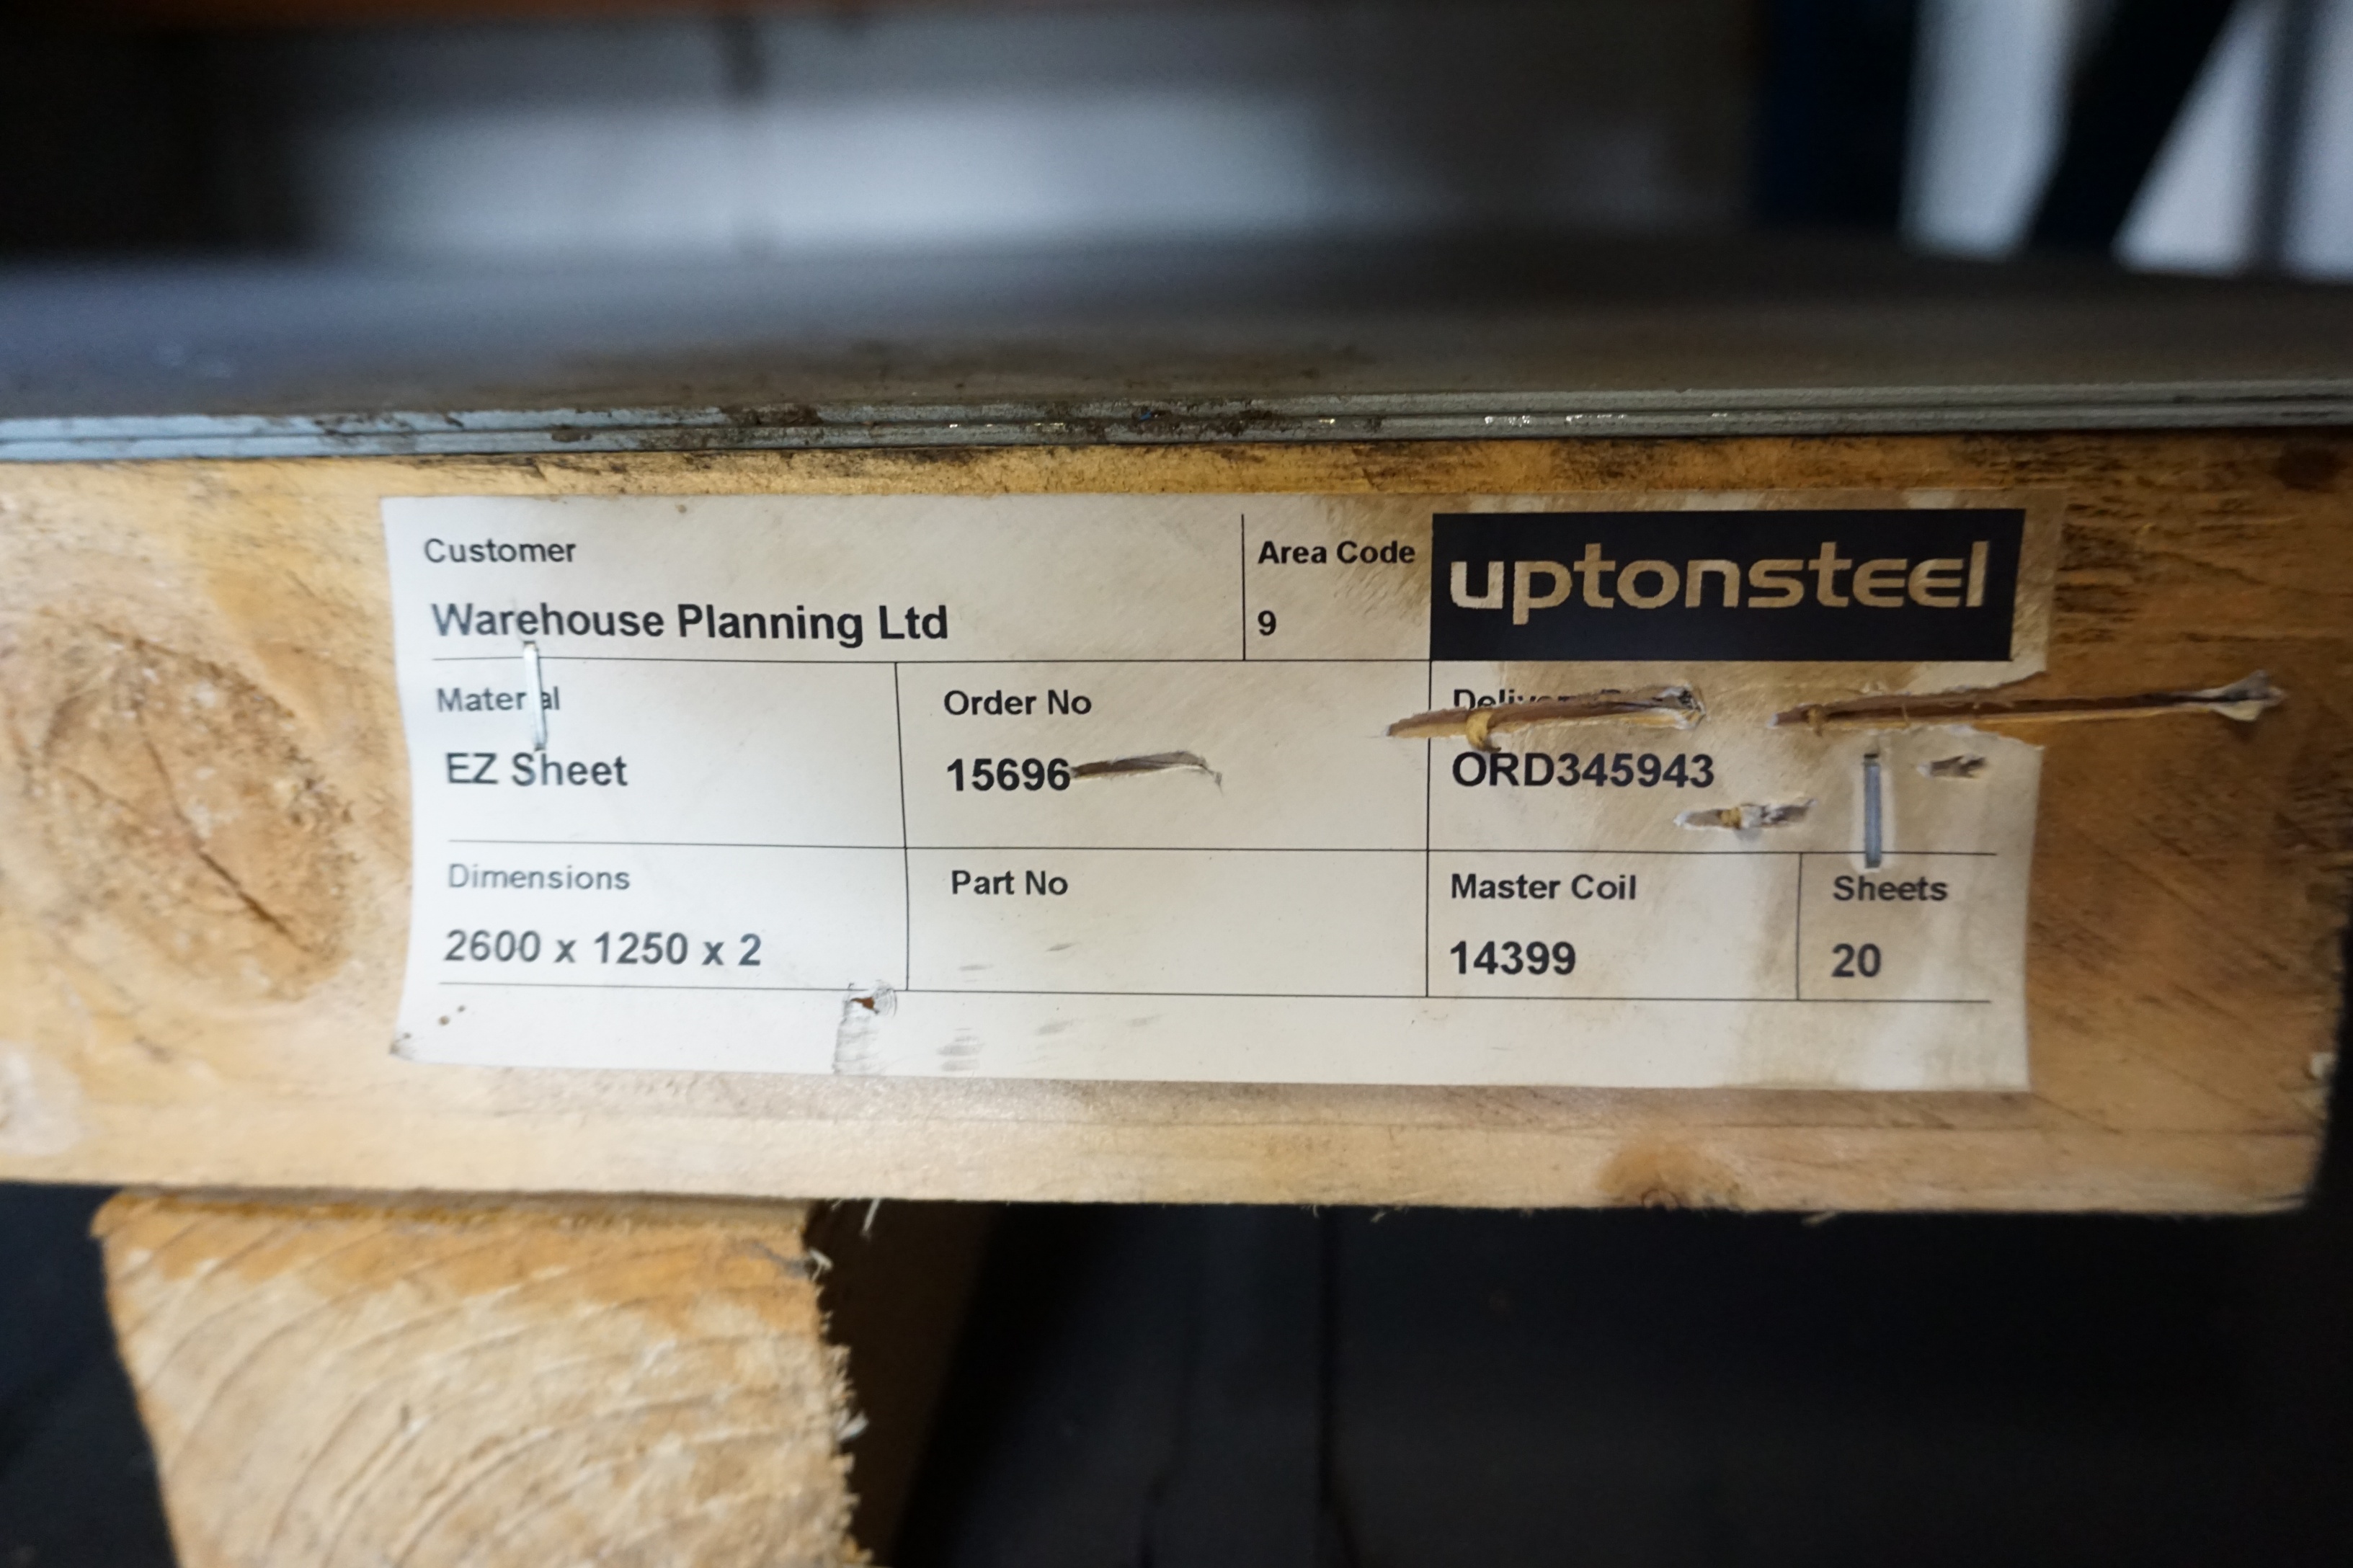 Customer
Area Code
uptonsteel
Warehouse Planning Ltd
9
Material
Order No
EZ Sheet
15696
ORD345943
Dimensions
Part No
Master Coil
Sheets
2600 x 1250 x 2
14399
20